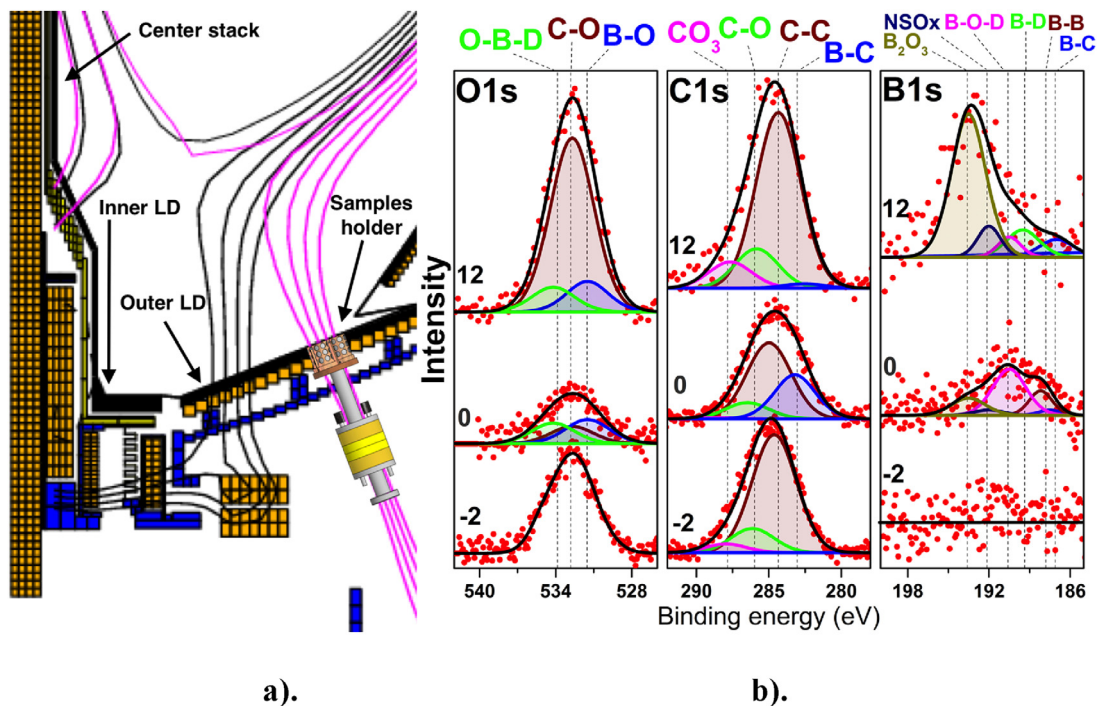 Center stack
Inner LD
Outer LD
Samples
holder
Intensity
O-B-D C-O B-O
O1s
12
0
-2
540 534 528
CO3 C-O C-C
B-C
C1s
12
0
-2
290 285 280
Binding energy (eV)
NSOx B-O-D B-D B-B
B2O3 B-C
B1s
12
0
-2
198 192 186
a). b).